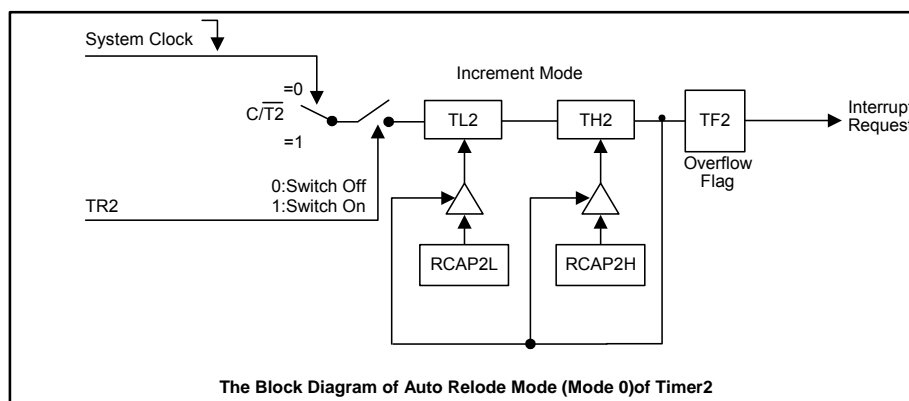 System Clock
Increment Mode
=0
C/T2
=1
TL2
TH2
TF2
Interrupt
Request
Overflow
Flag
0:Switch Off
1:Switch On
TR2
RCAP2L
RCAP2H
The Block Diagram of Auto Relode Mode (Mode 0)of Timer2